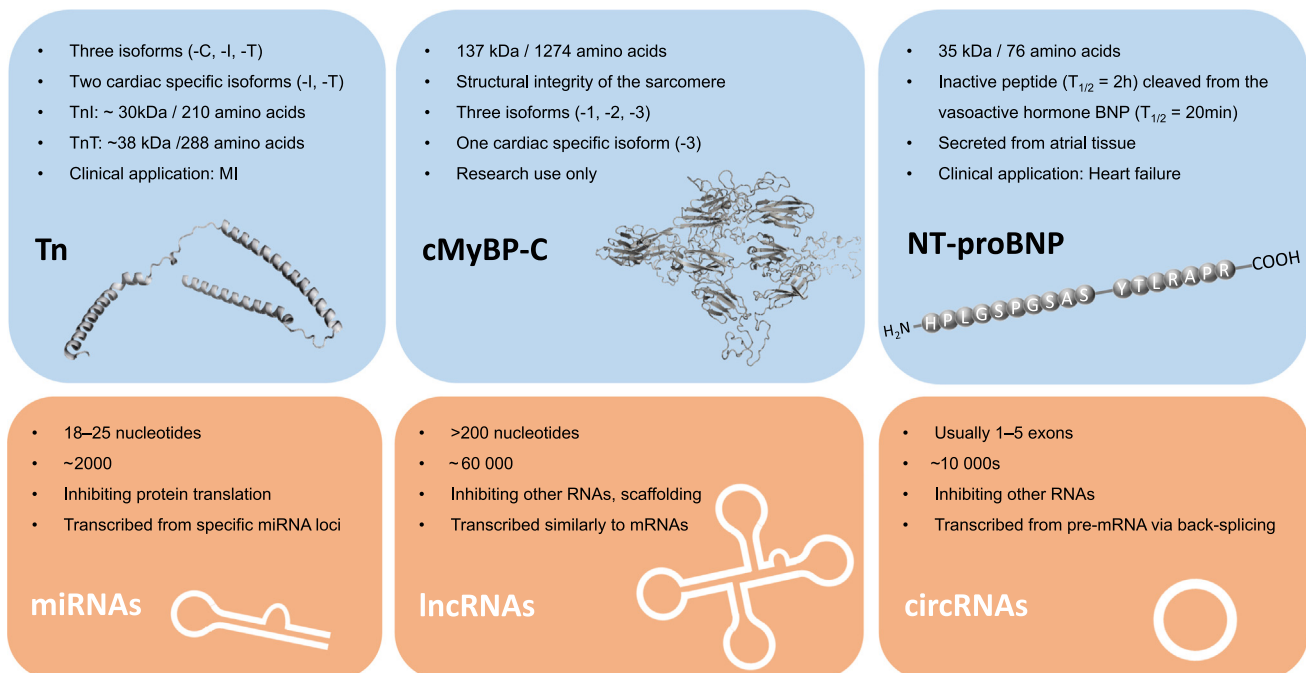 • Three isoforms (-C, -I, -T)
• Two cardiac specific isoforms (-I, -T)
• TnI: ~ 30kDa / 210 amino acids
• TnT: ~38 kDa /288 amino acids
• Clinical application: MI
Tn
• 137 kDa / 1274 amino acids
• Structural integrity of the sarcomere
• Three isoforms (-1, -2, -3)
• One cardiac specific isoform (-3)
• Research use only
cMyBP-C
• 35 kDa / 76 amino acids
• Inactive peptide (T1/2 = 2h) cleaved from the
vasoactive hormone BNP (T1/2 = 20min)
• Secreted from atrial tissue
• Clinical application: Heart failure
NT-proBNP
H2N HPLGSPGSAS YTLRAPR COOH
• 18–25 nucleotides
• ~2000
• Inhibiting protein translation
• Transcribed from specific miRNA loci
miRNAs
• >200 nucleotides
• ~60 000
• Inhibiting other RNAs, scaffolding
• Transcribed similarly to mRNAs
lncRNAs
• Usually 1–5 exons
• ~10 000s
• Inhibiting other RNAs
• Transcribed from pre-mRNA via back-splicing
circRNAs